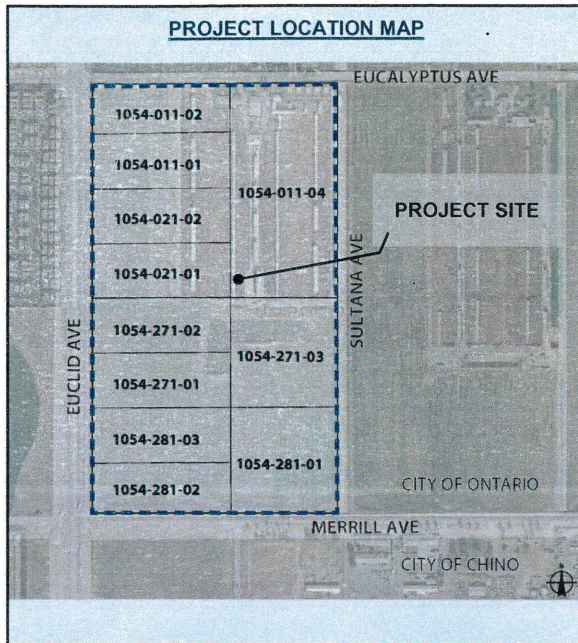 PROJECT LOCATION MAP
EUCALYPTUS AVE
1054-011-02
1054-011-01
1054-011-04
1054-021-02
PROJECT SITE
1054-021-01
SULTANA AVE
EUCLID AVE
1054-271-02
1054-271-03
1054-271-01
1054-281-03
1054-281-01
1054-281-02
CITY OF ONTARIO
MERRILL AVE
CITY OF CHINO
N